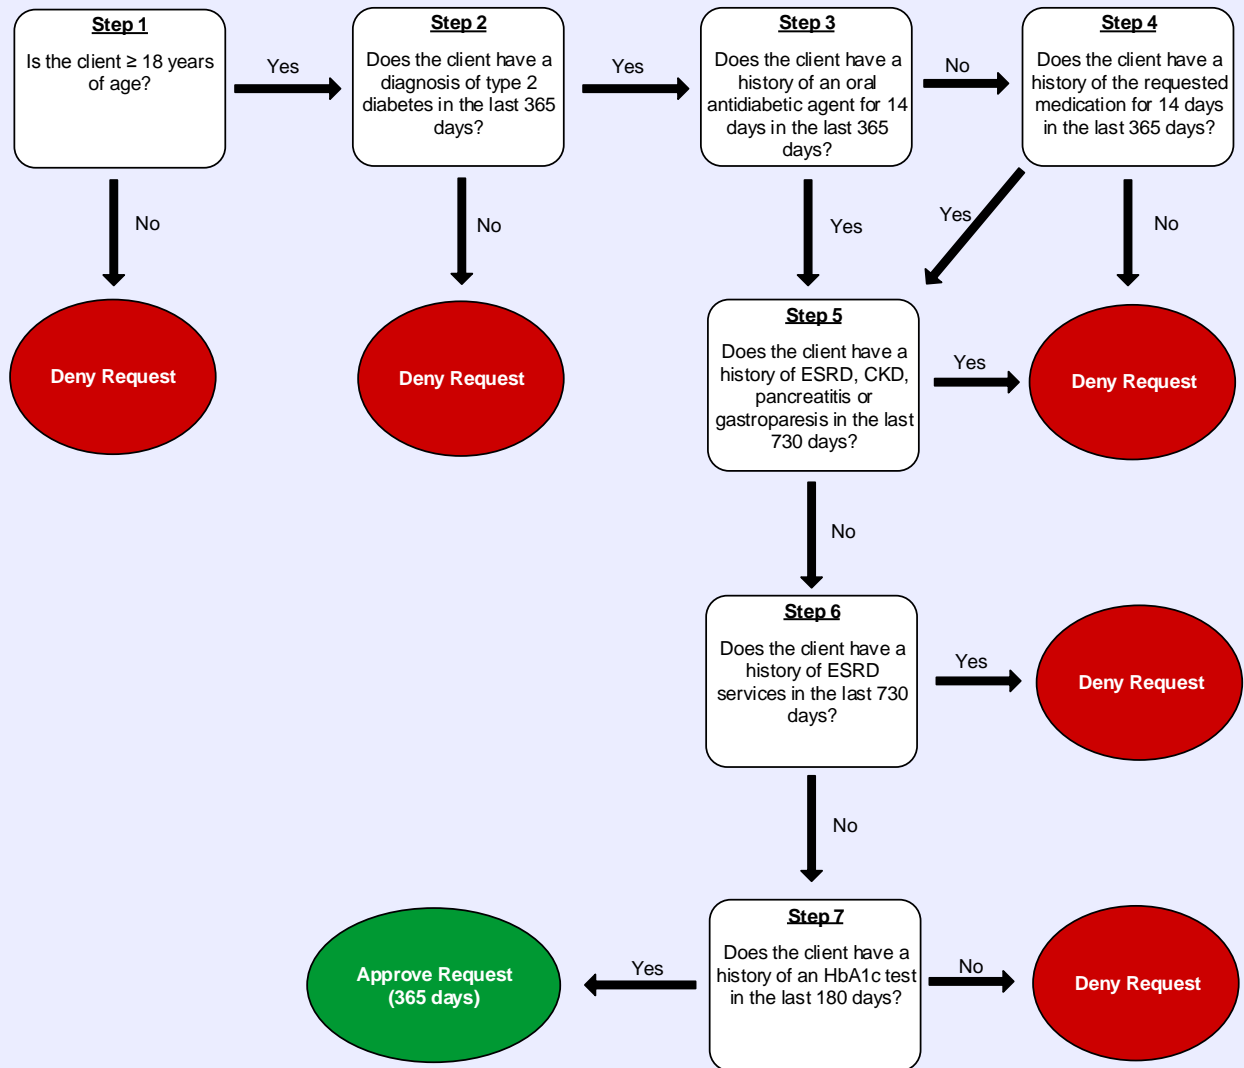 Step 1
Is the client ≥ 18 years
of age?
Yes
Step 2
Does the client have a
diagnosis of type 2
diabetes in the last 365
days?
Yes
Step 3
Does the client have a
history of an oral
antidiabetic agent for 14
days in the last 365
days?
No
Step 4
Does the client have a
history of the requested
medication for 14 days
in the last 365 days?
No
No
Yes
Yes
No
Deny Request
Deny Request
Step 5
Does the client have a
history of ESRD, CKD,
pancreatitis or
gastroparesis in the last
730 days?
Yes
Deny Request
No
Step 6
Does the client have a
history of ESRD
services in the last 730
days?
Yes
Deny Request
No
Step 7
Does the client have a
history of an HbA1c test
in the last 180 days?
Yes
Approve Request
(365 days)
No
Deny Request